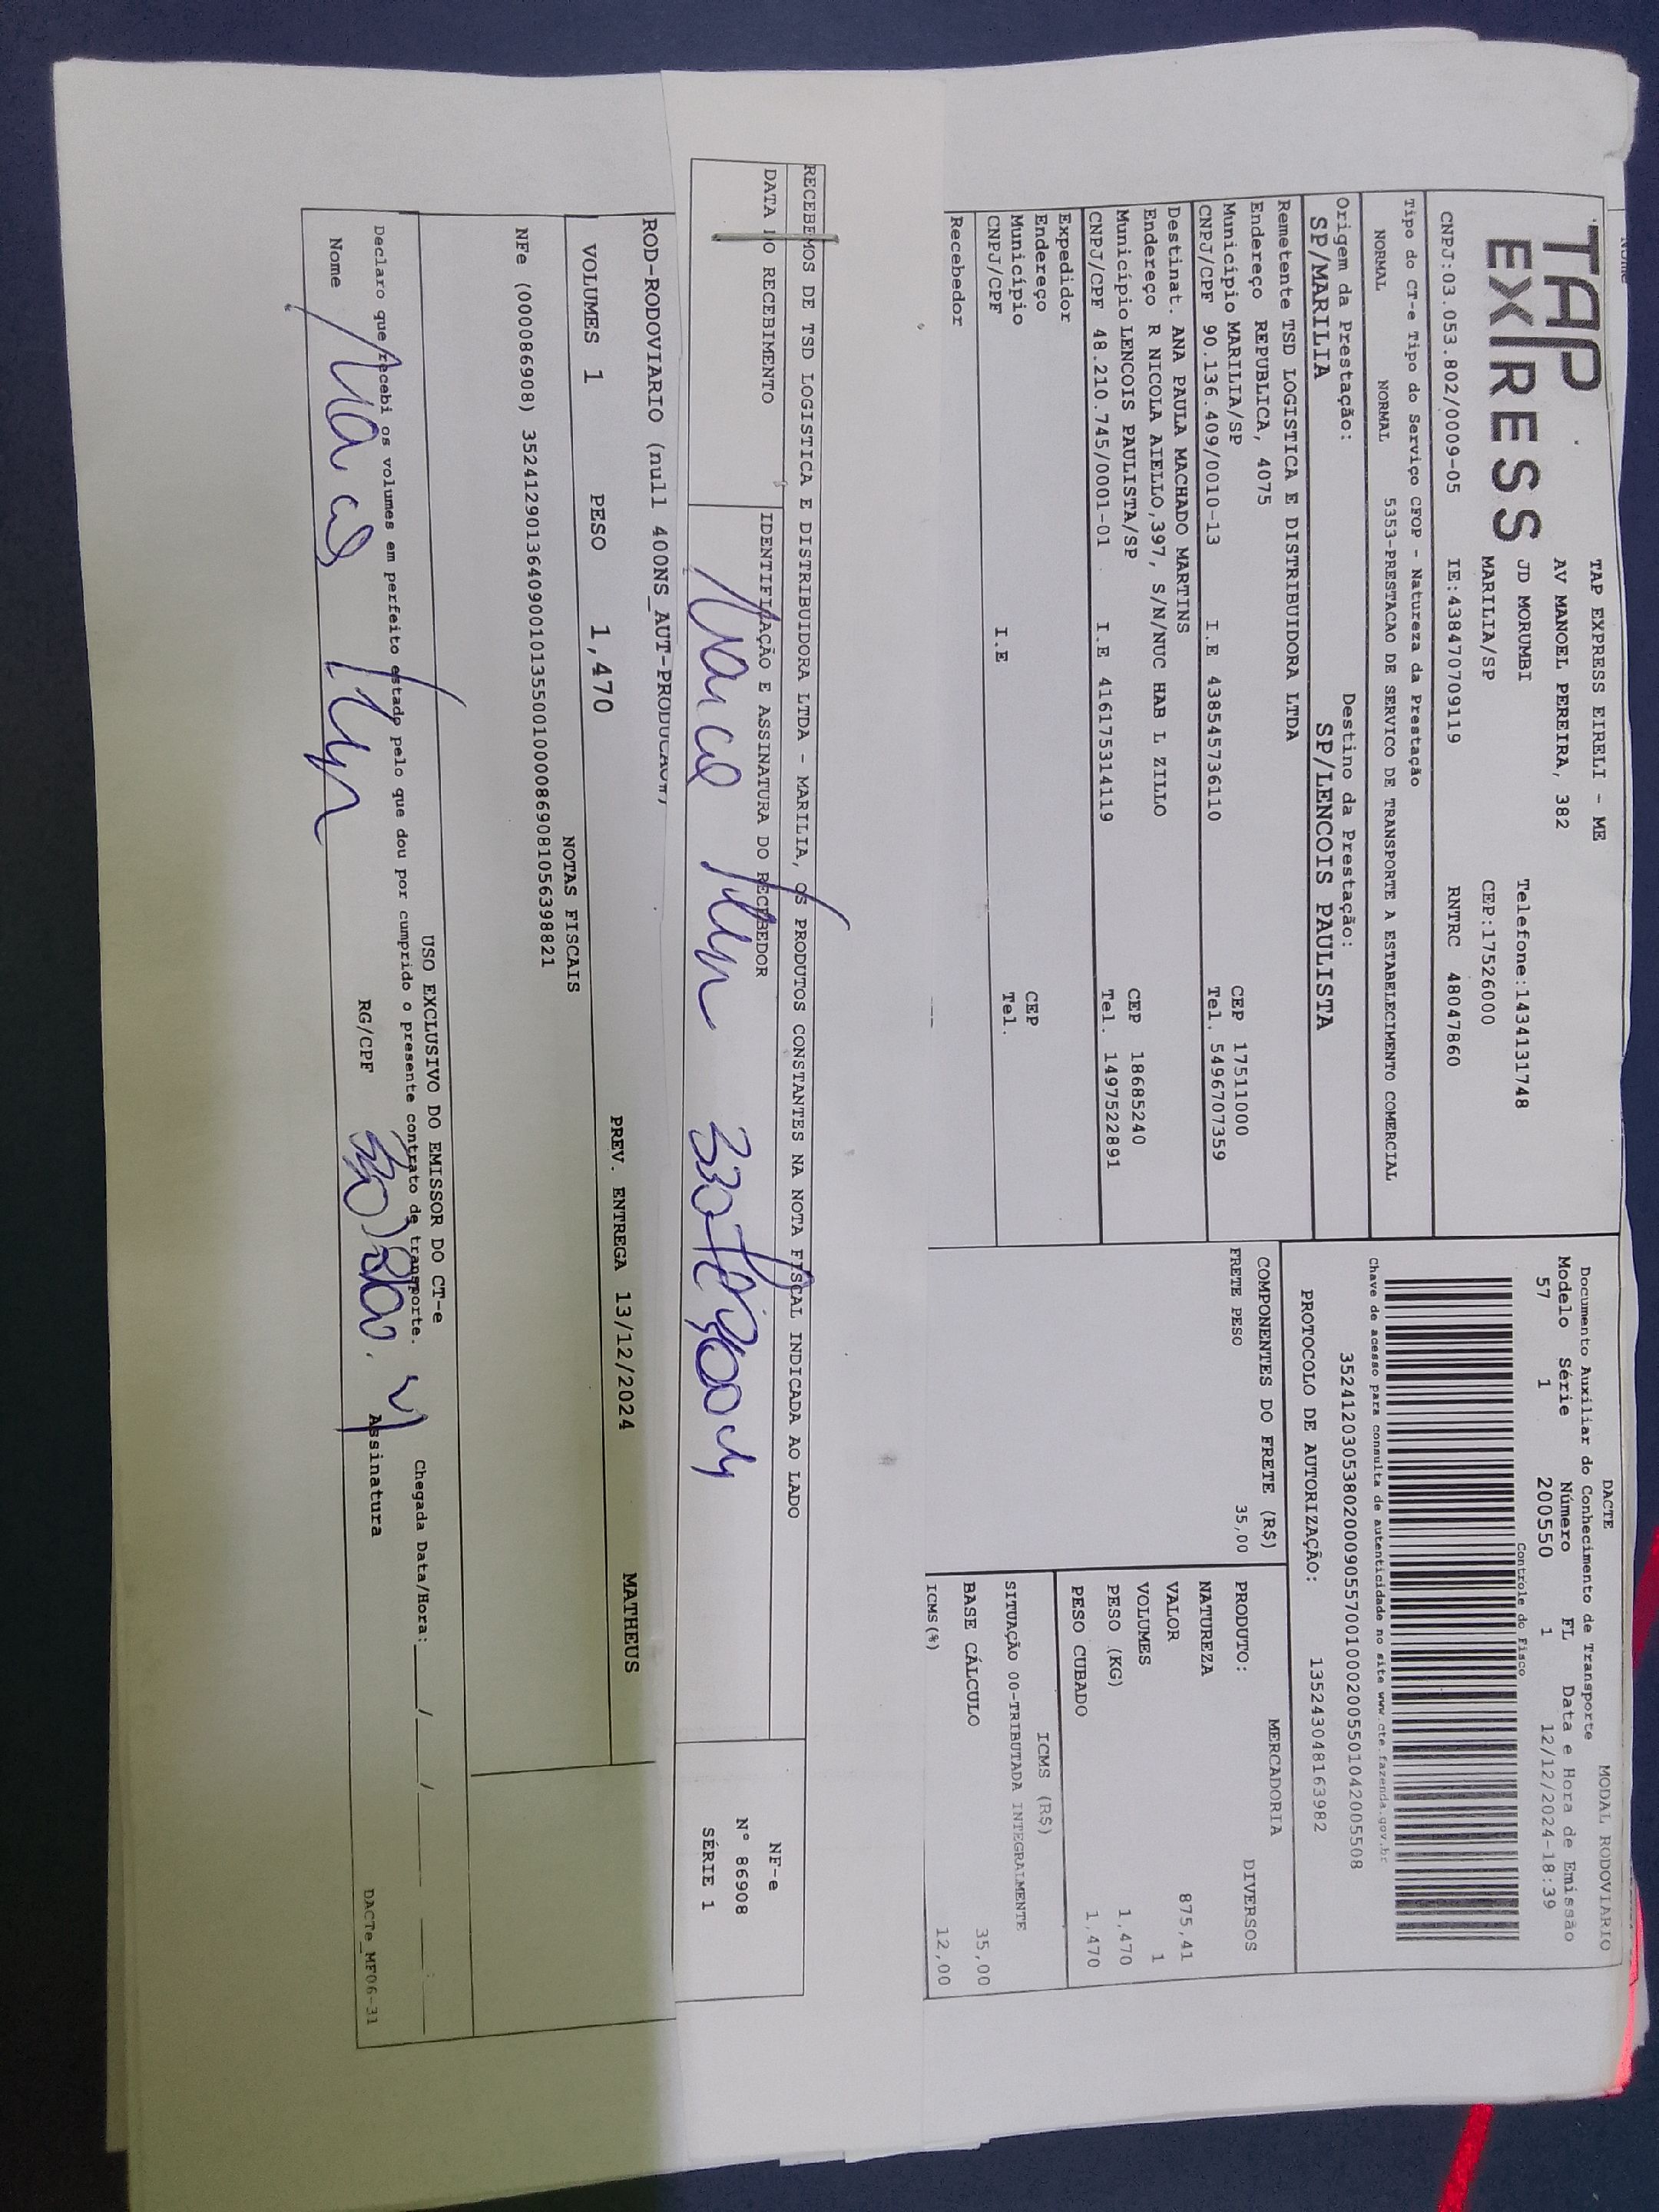 TAP EXPRESS
TAP EXPRESS EIRELI - ME
AV MANOEL PEREIRA, 382
JD MORUMBI Telefone:1434131748
MARILIA/SP CEP:17526000
CNPJ:03.053.802/0009-05 IE:438470709119 RNTRC 48047860
Tipo do CT-e Tipo do Serviço CFOP - Natureza da Prestação
NORMAL NORMAL 5353-PRESTACAO DE SERVICO DE TRANSPORTE A ESTABELECIMENTO COMERCIAL
Origem da Prestação: Destino da Prestação:
SP/MARILIA SP/LENCOIS PAULISTA
DACTE MODAL RODOVIARIO
Documento Auxiliar do Conhecimento de Transporte
Modelo Série Número FL Data e Hora de Emissão
57 1 200550 1 12/12/2024-18:39
Controle do Fisco
Chave de acesso para consulta de autenticidade no site www.cte.fazenda.gov.br
35241203053802000905570010002005501042005508
PROTOCOLO DE AUTORIZAÇÃO: 135243048163982
Remetente TSD LOGISTICA E DISTRIBUIDORA LTDA
Endereço REPUBLICA, 4075
Município MARILIA/SP CEP 17511000
CNPJ/CPF 90.136.409/0010-13 I.E 438545736110 Tel. 5496707359
Destinat. ANA PAULA MACHADO MARTINS
Endereço R NICOLA AIELLO,397, S/N/NUC HAB L ZILLO
Município LENCOIS PAULISTA/SP CEP 18685240
CNPJ/CPF 48.210.745/0001-01 I.E 416175314119 Tel. 1497522891
Expedidor
Endereço
Município CEP
CNPJ/CPF I.E Tel.
Recebedor
COMPONENTES DO FRETE (R$)
FRETE PESO 35,00
MERCADORIA
PRODUTO: DIVERSOS
NATUREZA
VALOR 875,41
VOLUMES 1
PESO (KG) 1,470
PESO CUBADO 1,470
ICMS (R$)
SITUAÇÃO 00-TRIBUTADA INTEGRALMENTE
BASE CÁLCULO 35,00
ICMS(%) 12,00
RECEBEMOS DE TSD LOGISTICA E DISTRIBUIDORA LTDA - MARILIA, OS PRODUTOS CONSTANTES NA NOTA FISCAL INDICADA AO LADO
DATA DO RECEBIMENTO IDENTIFICAÇÃO E ASSINATURA DO RECEBEDOR
NF-e
N° 86908
SÉRIE 1
ROD-RODOVIARIO (null 400NS_AUT-PRODUCAO
VOLUMES 1 PESO 1,470 PREV. ENTREGA 13/12/2024 MATHEUS
NOTAS FISCAIS
NFe (000086908) 35241290136409001013550010000869081056398821
USO EXCLUSIVO DO EMISSOR DO CT-e
Declaro que recebi os volumes em perfeito estado pelo que dou por cumprido o presente contrato de transporte. Chegada Data/Hora:____/____/____ ____:____
Nome RG/CPF Assinatura
DACTe_MF06-31